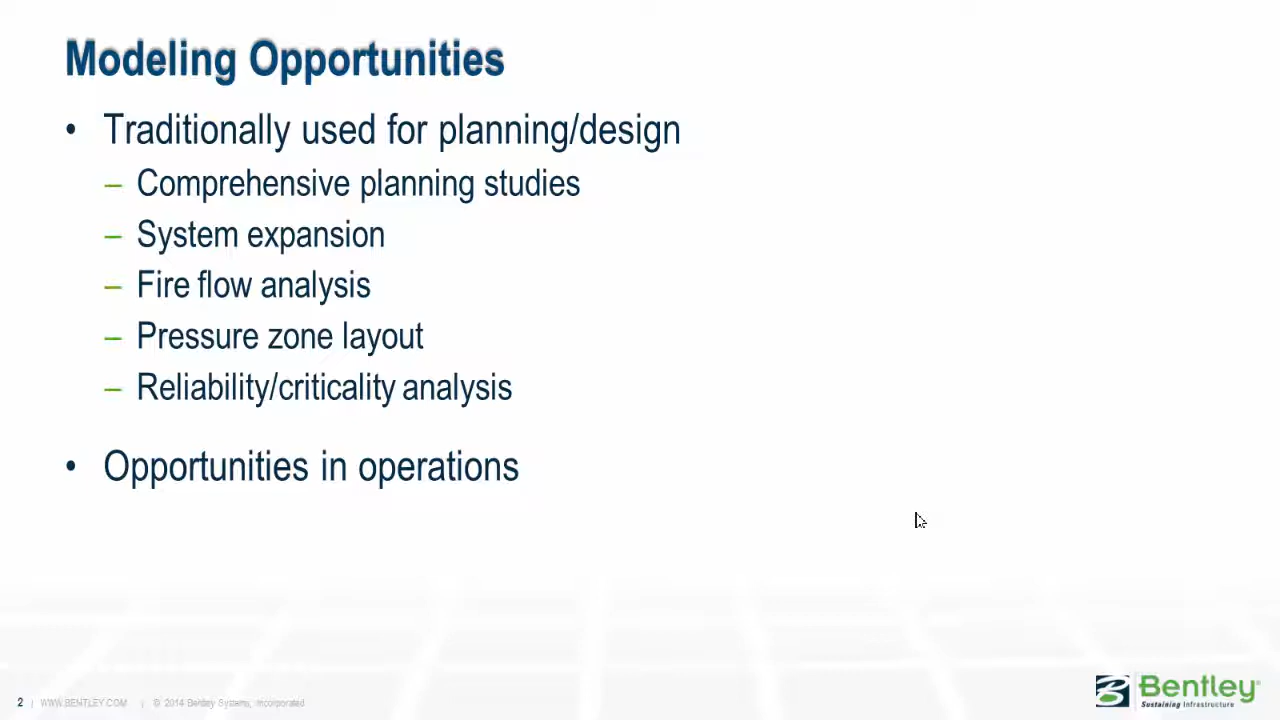 Modeling Opportunities
• Traditionally used for planning/design
– Comprehensive planning studies
– System expansion
– Fire flow analysis
– Pressure zone layout
– Reliability/criticality analysis
• Opportunities in operations
2 | WWW.BENTLEY.COM | © 2014 Bentley Systems, Incorporated
Bentley®
Sustaining Infrastructure